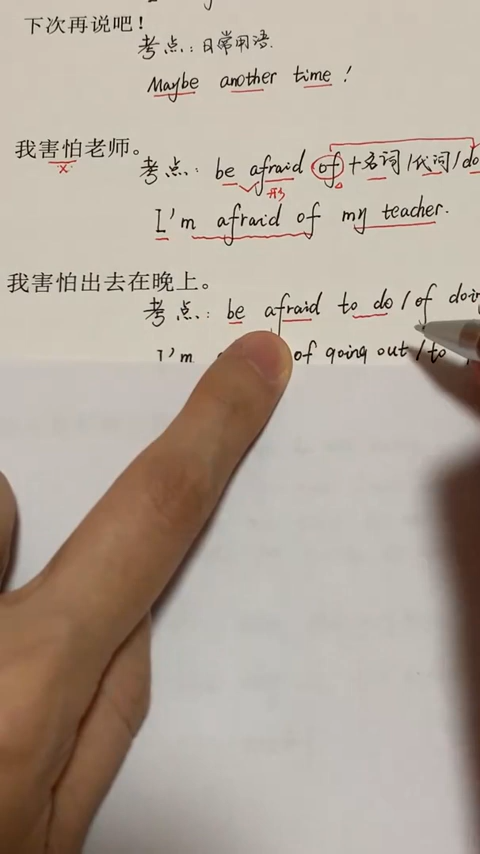 下次再说吧！
考点：日常用语.
Maybe another time！
我害怕老师。
x.
考点：be afraid of +名词/代词/do
形
I'm afraid of my teacher.
我害怕出去在晚上。
考点：be afraid to do / of doin
I'm of going out / to